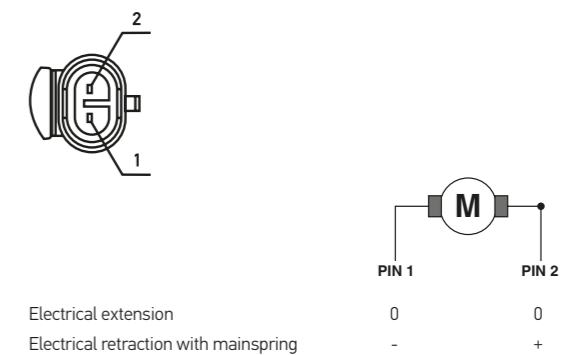 2
1
M
PIN 1 PIN 2
Electrical extension 0 0
Electrical retraction with mainspring - +